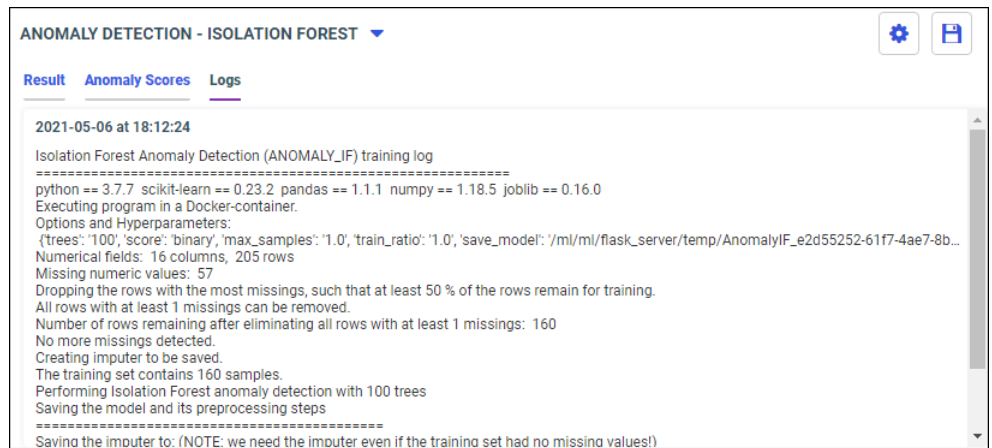 ANOMALY DETECTION - ISOLATION FOREST
Result Anomaly Scores Logs
2021-05-06 at 18:12:24
Isolation Forest Anomaly Detection (ANOMALY_IF) training log
===========================================================
python == 3.7.7 scikit-learn == 0.23.2 pandas == 1.1.1 numpy == 1.18.5 joblib == 0.16.0
Executing program in a Docker-container.
Options and Hyperparameters:
{'trees': '100', 'score': 'binary', 'max_samples': '1.0', 'train_ratio': '1.0', 'save_model': '/ml/ml/flask_server/temp/AnomalyIF_e2d55252-61f7-4ae7-8b...
Numerical fields: 16 columns, 205 rows
Missing numeric values: 57
Dropping the rows with the most missings, such that at least 50 % of the rows remain for training.
All rows with at least 1 missings can be removed.
Number of rows remaining after eliminating all rows with at least 1 missings: 160
No more missings detected.
Creating imputer to be saved.
The training set contains 160 samples.
Performing Isolation Forest anomaly detection with 100 trees
Saving the model and its preprocessing steps
===========================================
Saving the imputer to: (NOTE: we need the imputer even if the training set had no missing values!)